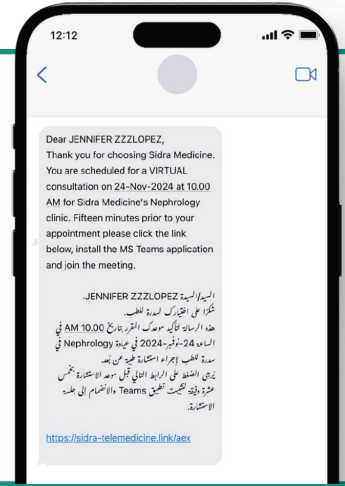 12:12
Dear JENNIFER ZZZLOPEZ,
Thank you for choosing Sidra Medicine.
You are scheduled for a VIRTUAL
consultation on 24-Nov-2024 at 10.00
AM for Sidra Medicine's Nephrology
clinic. Fifteen minutes prior to your
appointment please click the link
below, install the MS Teams application
and join the meeting.
السيد/السيدة JENNIFER ZZZLOPEZ،
شكرًا على اختيارك لسدرة للطب.
هذه الرسالة لتأكيد موعدك المقرر بتاريخ 10.00 AM في
الساعة 24-نوفمبر-2024 في عيادة Nephrology في
سدرة للطب لإجراء استشارة طبية عن بُعد.
يُرجى الضغط على الرابط التالي قبل موعد الاستشارة بخمس
عشرة دقيقة لتثبيت تطبيق Teams والانضمام إلى جلسة
الاستشارة.
https://sidra-telemedicine.link/aex